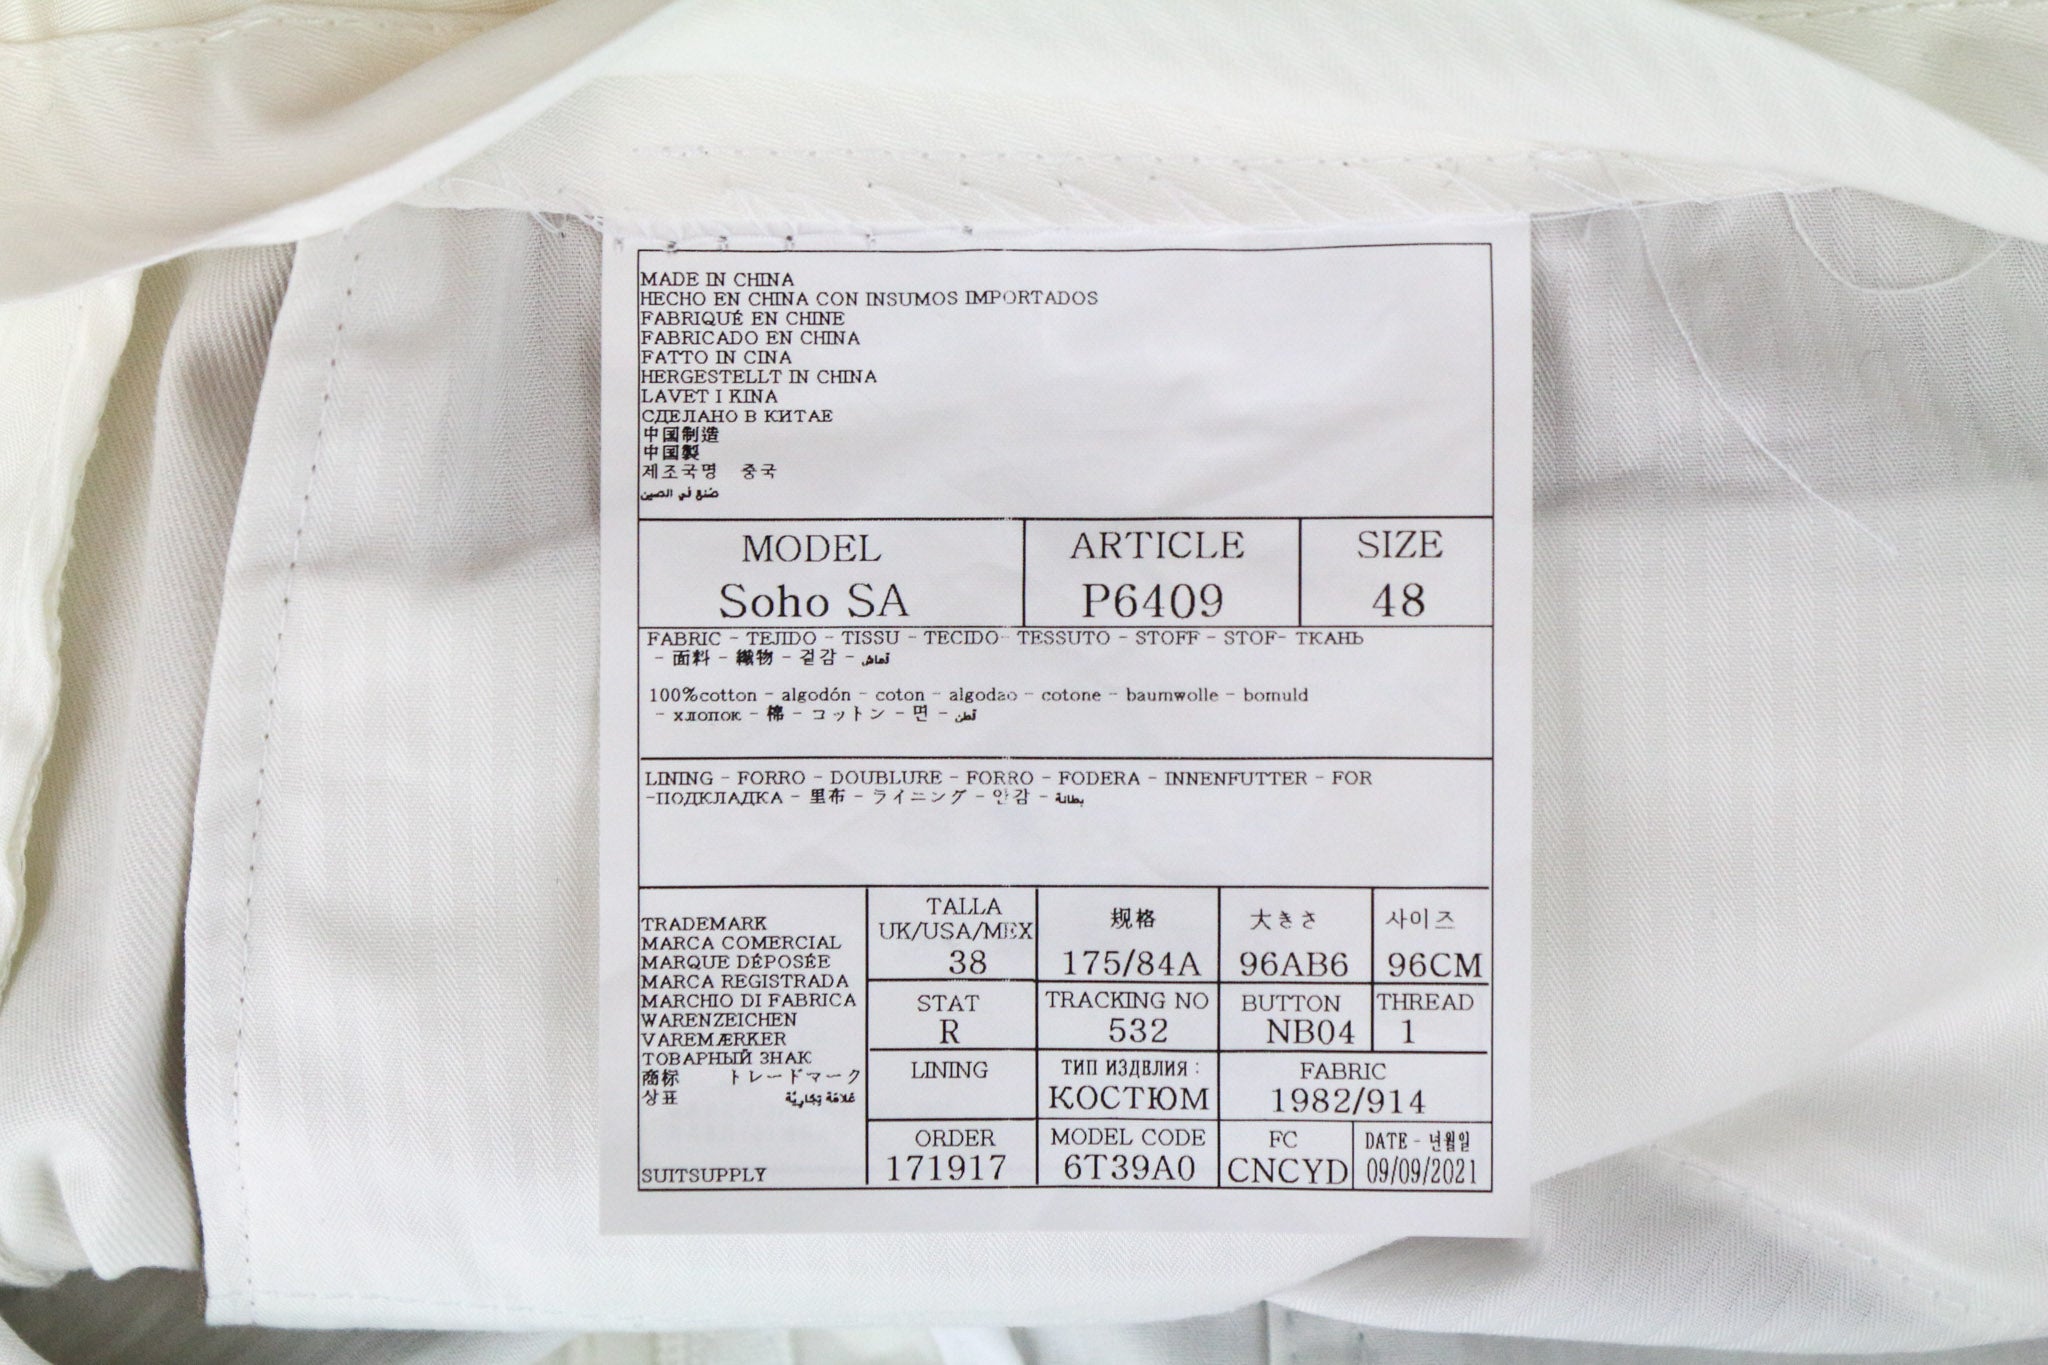 MADE IN CHINA
HECHO EN CHINA CON INSUMOS IMPORTADOS
FABRIQUÉ EN CHINE
FABRICADO EN CHINA
FATTO IN CINA
HERGESTELLT IN CHINA
LAVET I KINA
СДЕЛАНО В КИТАЕ
中国制造
中国製
제조국명 중국
صُنع في الصين
MODEL ARTICLE SIZE
Soho SA P6409 48
FABRIC - TEJIDO - TISSU - TECIDO- TESSUTO - STOFF - STOF- ТКАНЬ
- 面料 - 織物 - 겉감 - قماش
100%cotton - algodón - coton - algodao - cotone - baumwolle - bomuld
- хлопок - 棉 - コットン - 면 - قطن
LINING - FORRO - DOUBLURE - FORRO - FODERA - INNENFUTTER - FOR
-ПОДКЛАДКА - 里布 - ライニング - 안감 - بطانة
TRADEMARK
MARCA COMERCIAL
MARQUE DÉPOSÉE
MARCA REGISTRADA
MARCHIO DI FABRICA
WARENZEICHEN
VAREMÆRKER
ТОВАРНЫЙ ЗНАК
商标 トレードマーク
상표 عَلامَة تِجَارِيَّة
SUITSUPPLY
TALLA 规格 大きさ 사이즈
UK/USA/MEX
38 175/84A 96AB6 96CM
STAT TRACKING NO BUTTON THREAD
R 532 NB04 1
LINING ТИП ИЗДЕЛИЯ : FABRIC
КОСТЮМ 1982/914
ORDER MODEL CODE FC DATE - 년월일
171917 6T39A0 CNCYD 09/09/2021